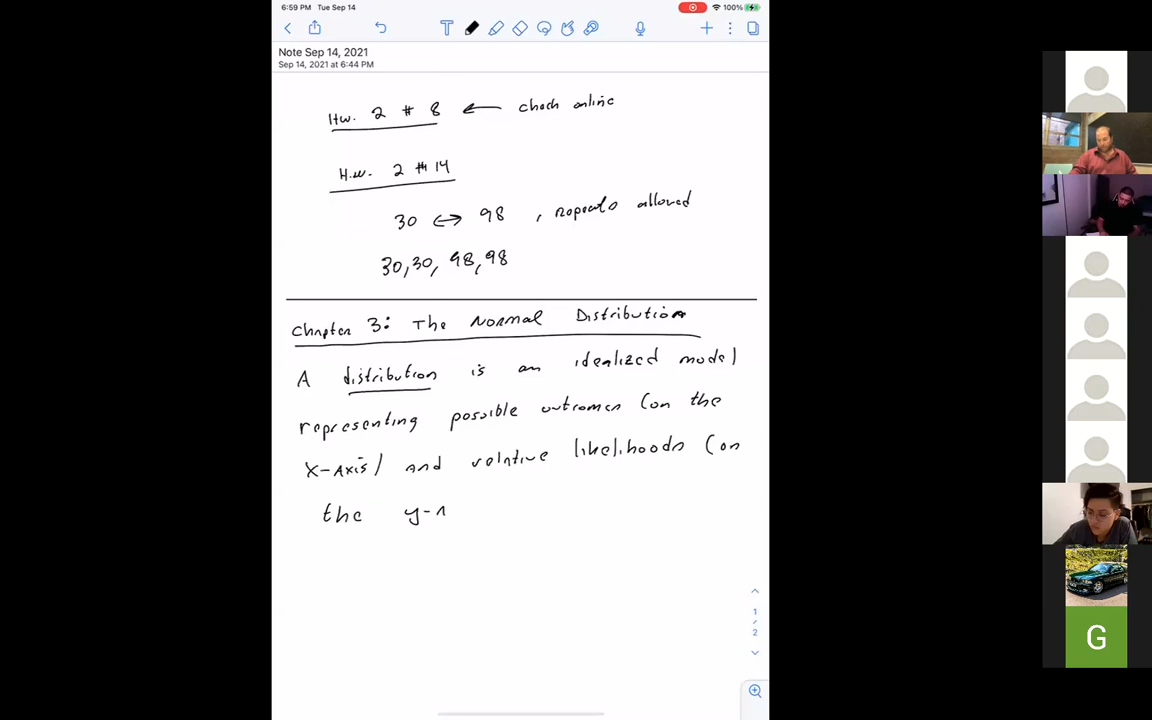 6:59 PM Tue Sep 14
100%
Note Sep 14, 2021
Sep 14, 2021 at 6:44 PM
Hw. 2 # 8 ← check online
H.w. 2 # 14
30 ↔ 98 , repeats allowed
30,30, 98,98
Chapter 3: The Normal Distribution
A distribution is an idealized model
representing possible outcomes (on the
x-axis) and relative likelihoods (on
the y-a
1
2
G